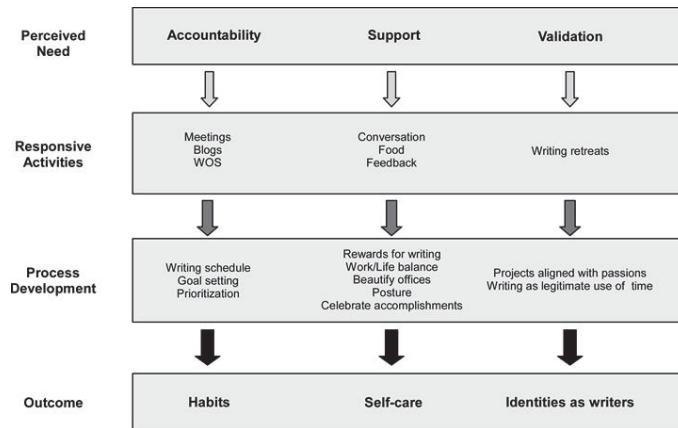 Perceived
Need
Accountability
Support
Validation
Responsive
Activities
Meetings
Blogs
WOS
Conversation
Food
Feedback
Writing retreats
Process
Development
Writing schedule
Goal setting
Prioritization
Rewards for writing
Work/Life balance
Beautify offices
Posture
Celebrate accomplishments
Projects aligned with passions
Writing as legitimate use of time
Outcome
Habits
Self-care
Identities as writers